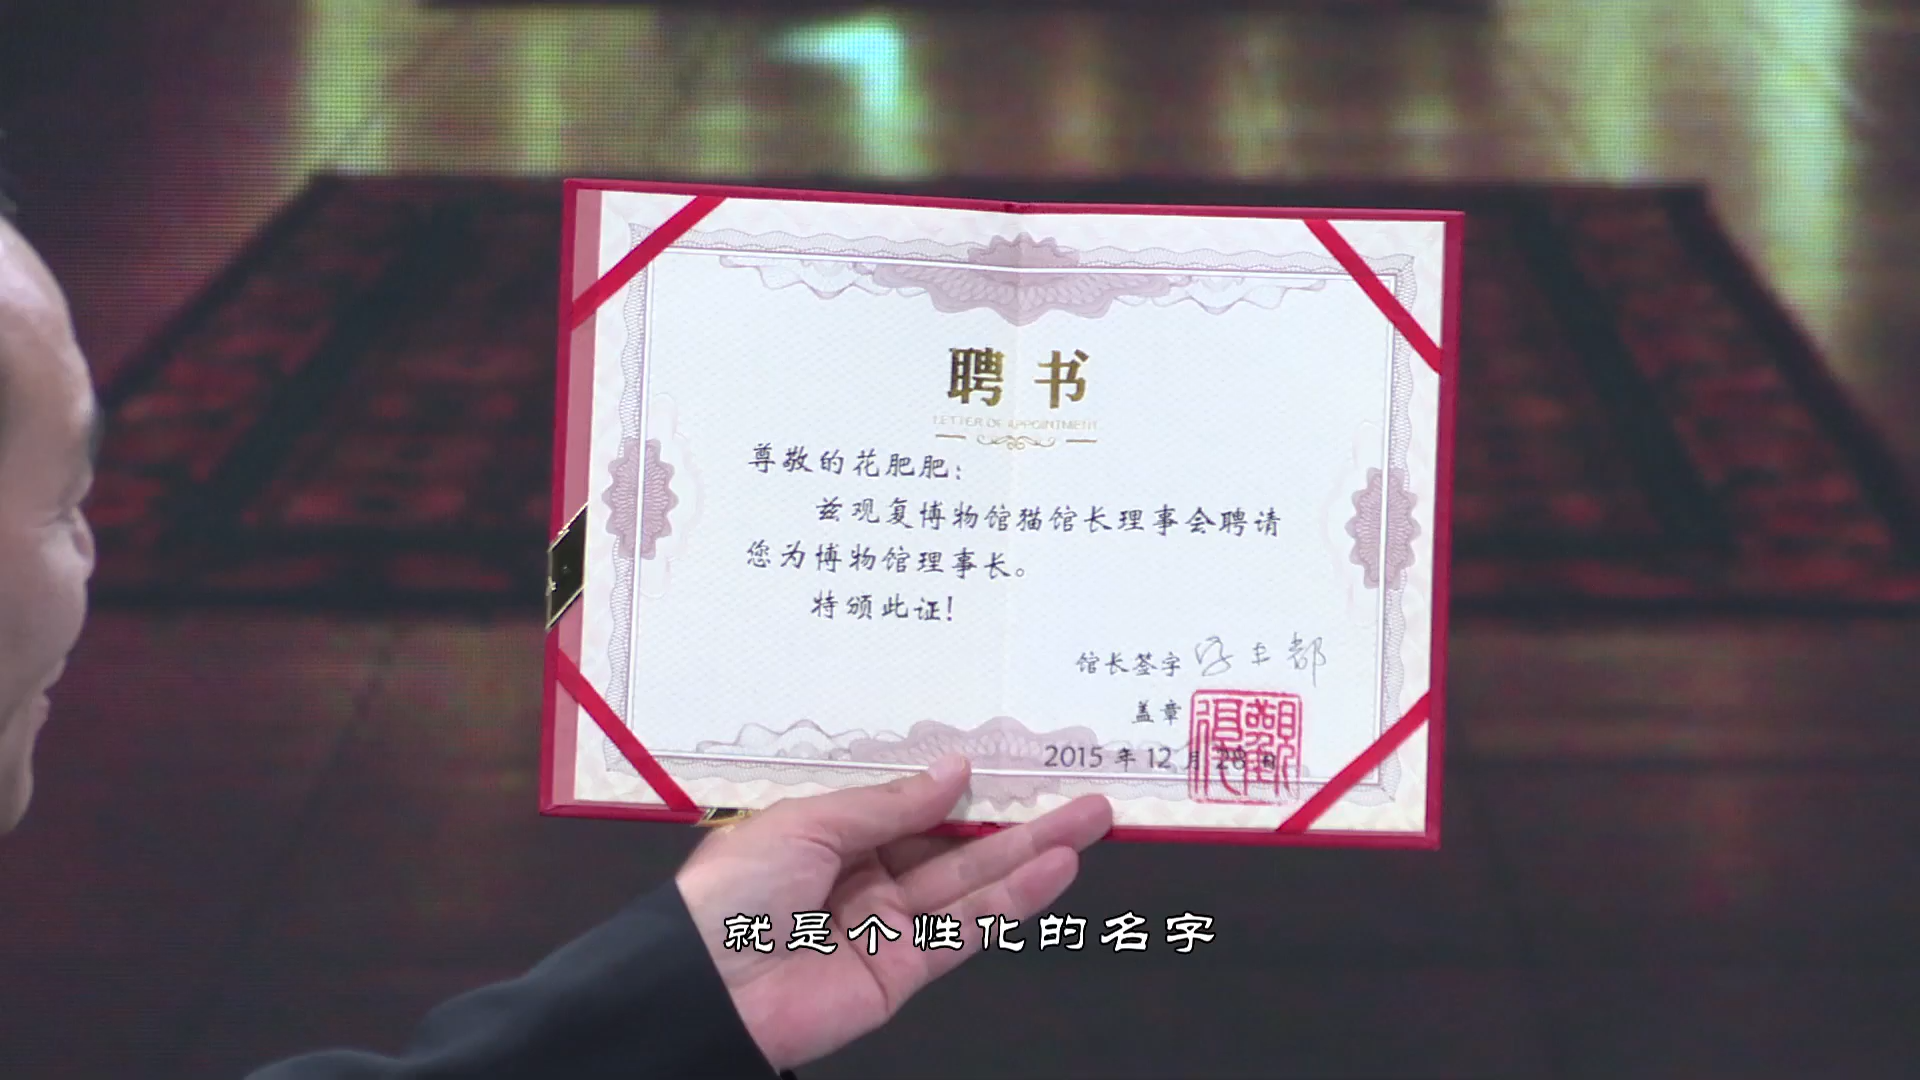 聘书
LETTER OF APPOINTMENT
尊敬的花肥肥：
兹观复博物馆猫馆长理事会聘请
您为博物馆理事长。
特颁此证！
馆长签字
盖章
2015 年 12 月 28 日
觀復
就是个性化的名字